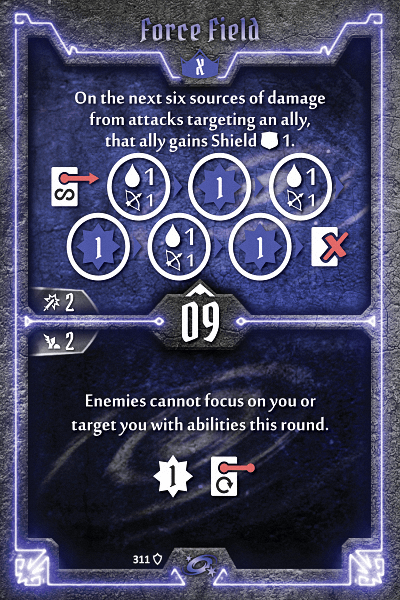 Force Field
א
On the next six sources of damage
from attacks targeting an ally,
that ally gains Shield 1.
S 1 1 1 1 1
1 1 1 1
2
09
2
Enemies cannot focus on you or
target you with abilities this round.
1
311